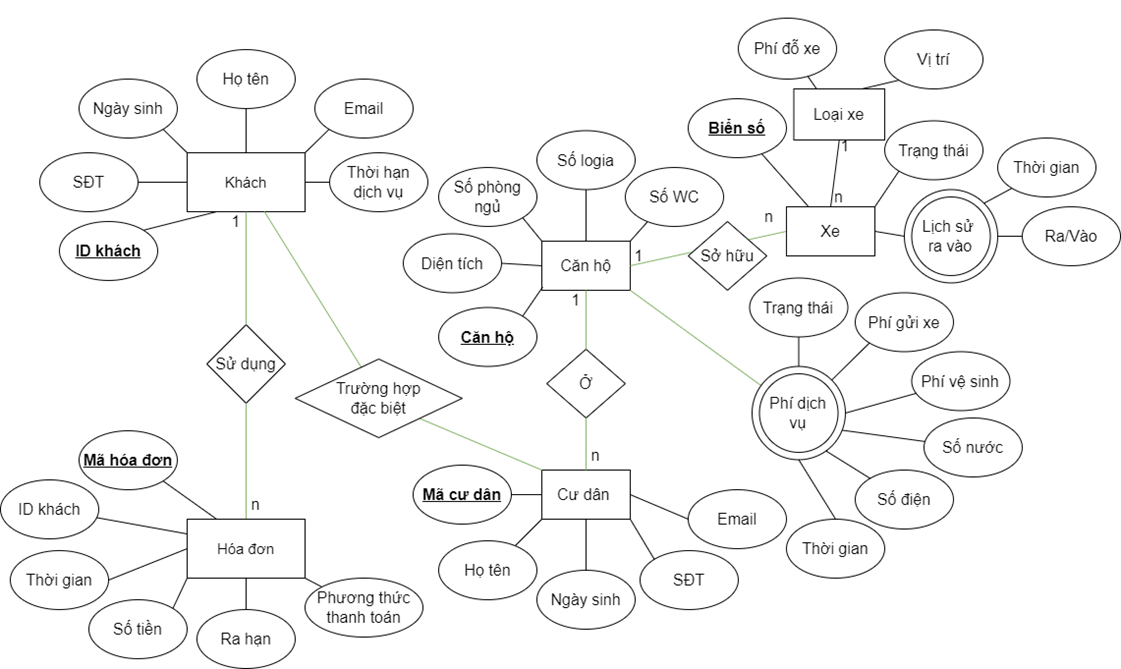 Họ tên
Ngày sinh
Email
SĐT
Khách
Thời hạn
dịch vụ
ID khách
1
Sử dụng
Trường hợp
đặc biệt
n
Mã hóa đơn
ID khách
Hóa đơn
Thời gian
Số tiền
Ra hạn
Phương thức
thanh toán
Số logia
Số phòng
ngủ
Số WC
Diện tích
Căn hộ
Căn hộ
1
1
Sở hữu
n
Ở
n
Mã cư dân
Cư dân
Họ tên
Ngày sinh
SĐT
Email
Phí đỗ xe
Vị trí
Loại xe
1
Biển số
Trạng thái
n
Xe
Thời gian
Lịch sử
ra vào
Ra/Vào
Trạng thái
Phí gửi xe
Phí vệ sinh
Phí dịch
vụ
Số nước
Số điện
Thời gian